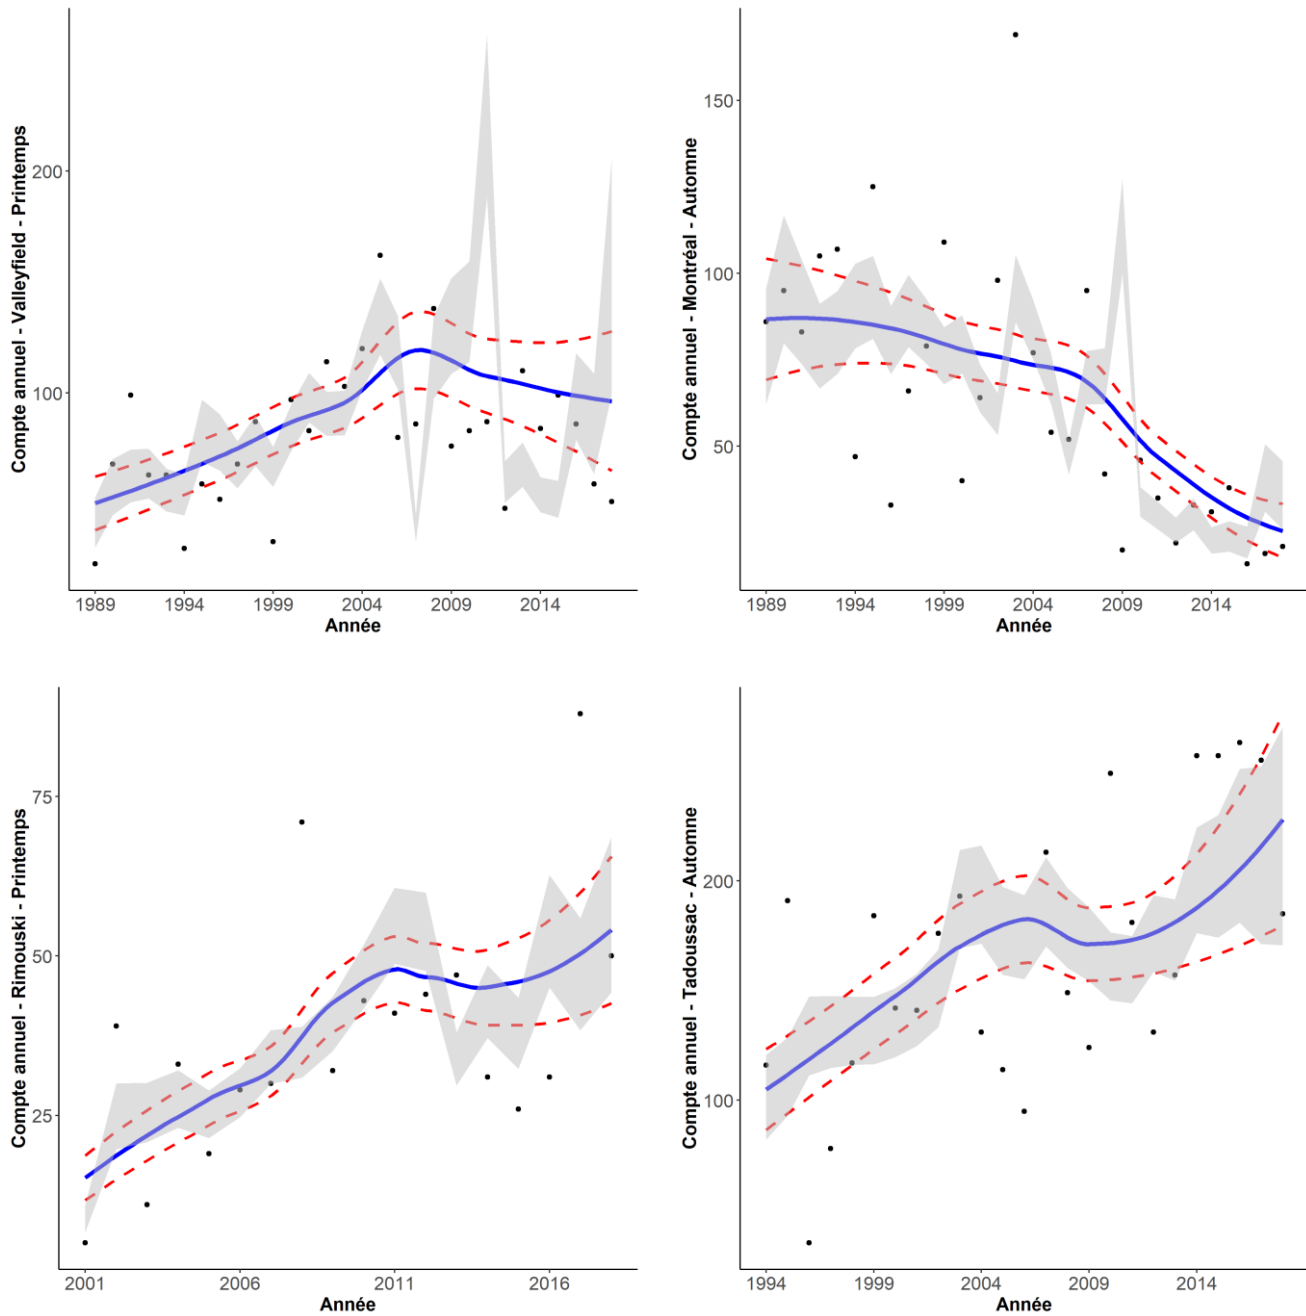 Compte annuel - Valleyfield - Printemps
200
100
1989 1994 1999 2004 2009 2014
Année
Compte annuel - Montréal - Automne
150
100
50
1989 1994 1999 2004 2009 2014
Année
Compte annuel - Rimouski - Printemps
75
50
25
2001 2006 2011 2016
Année
Compte annuel - Tadoussac - Automne
200
100
1994 1999 2004 2009 2014
Année